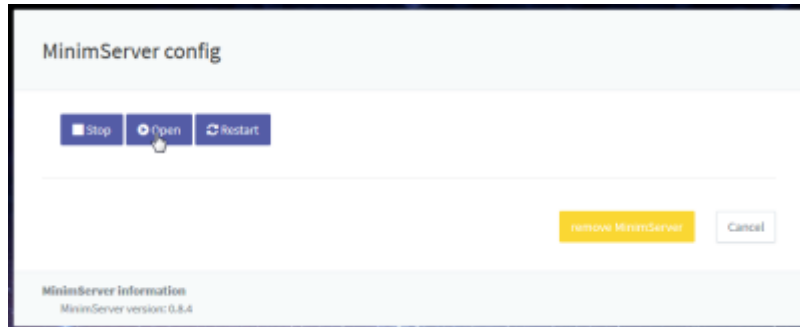 MinimServer config
Stop Open Restart
remove MinimServer Cancel
MinimServer information
MinimServer version: 0.8.4